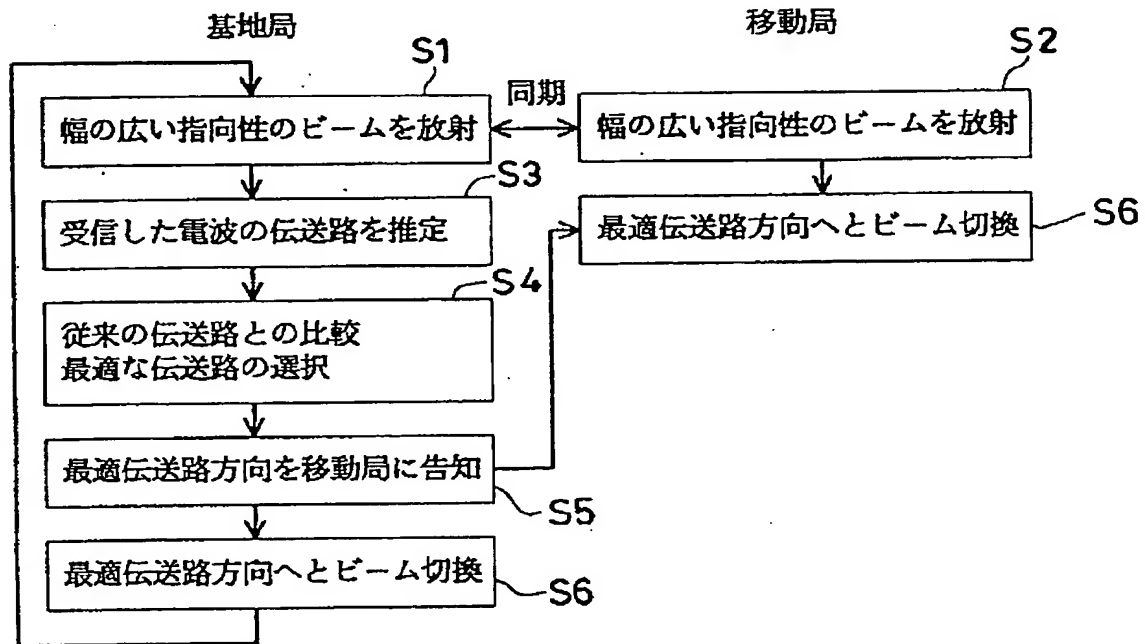 基地局
移動局
S1
S2
同期
幅の広い指向性のビームを放射
幅の広い指向性のビームを放射
S3
受信した電波の伝送路を推定
最適伝送路方向へとビーム切換
S6
S4
従来の伝送路との比較
最適な伝送路の選択
最適伝送路方向を移動局に告知
S5
最適伝送路方向へとビーム切換
S6